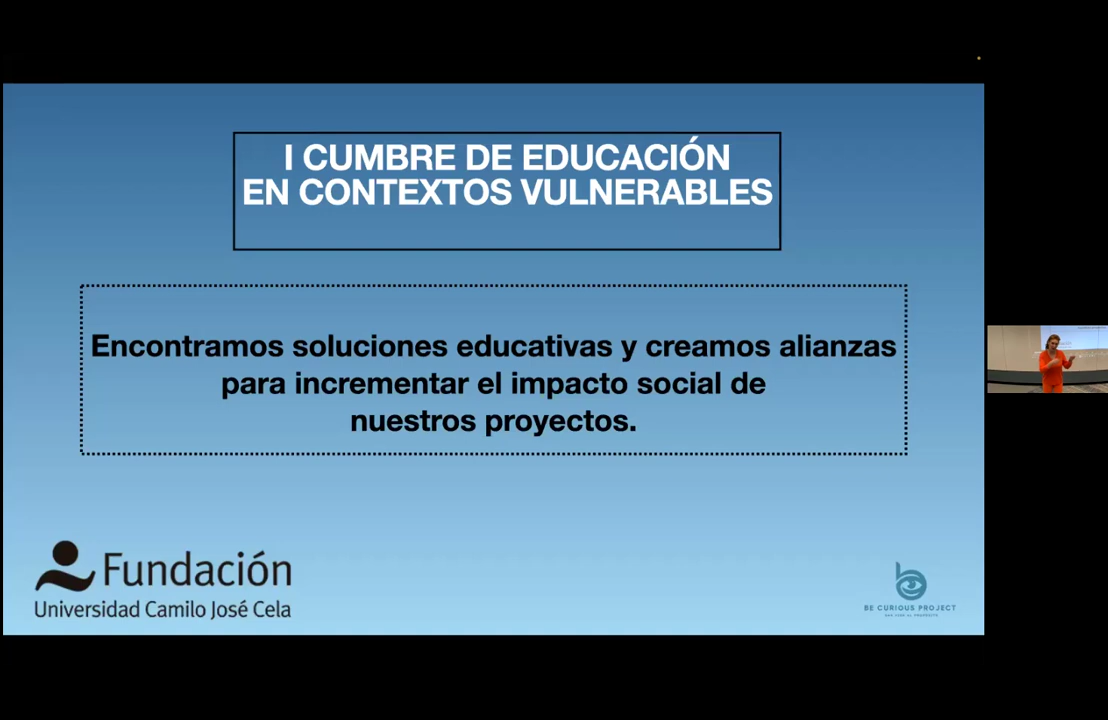 I CUMBRE DE EDUCACIÓN
EN CONTEXTOS VULNERABLES
Encontramos soluciones educativas y creamos alianzas
para incrementar el impacto social de
nuestros proyectos.
Fundación
Universidad Camilo José Cela
BE CURIOUS PROJECT